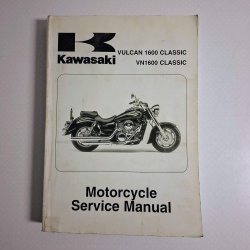 Kawasaki
VULCAN 1600 CLASSIC
VN1600 CLASSIC
Motorcycle
Service Manual